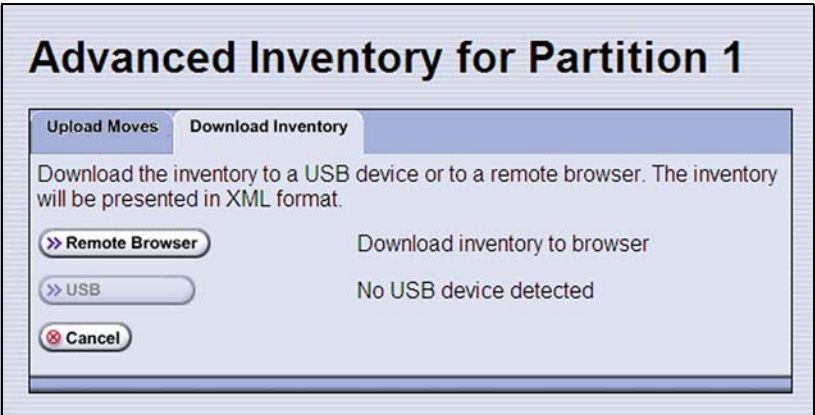 Advanced Inventory for Partition 1
Upload Moves Download Inventory
Download the inventory to a USB device or to a remote browser. The inventory
will be presented in XML format.
Remote Browser Download inventory to browser
USB No USB device detected
Cancel